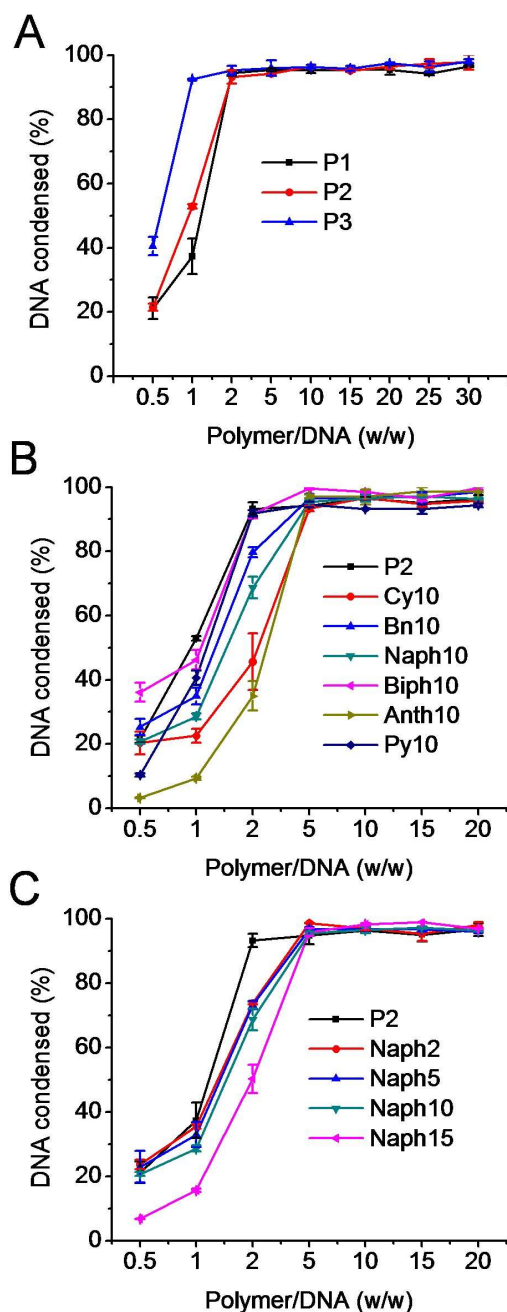 A
DNA condensed (%)
100
80
60
40
20
0
P1
P2
P3
0.5 1 2 5 10 15 20 25 30
Polymer/DNA (w/w)
B
DNA condensed (%)
100
80
60
40
20
0
P2
Cy10
Bn10
Naph10
Biph10
Anth10
Py10
0.5 1 2 5 10 15 20
Polymer/DNA (w/w)
C
DNA condensed (%)
100
80
60
40
20
0
P2
Naph2
Naph5
Naph10
Naph15
0.5 1 2 5 10 15 20
Polymer/DNA (w/w)